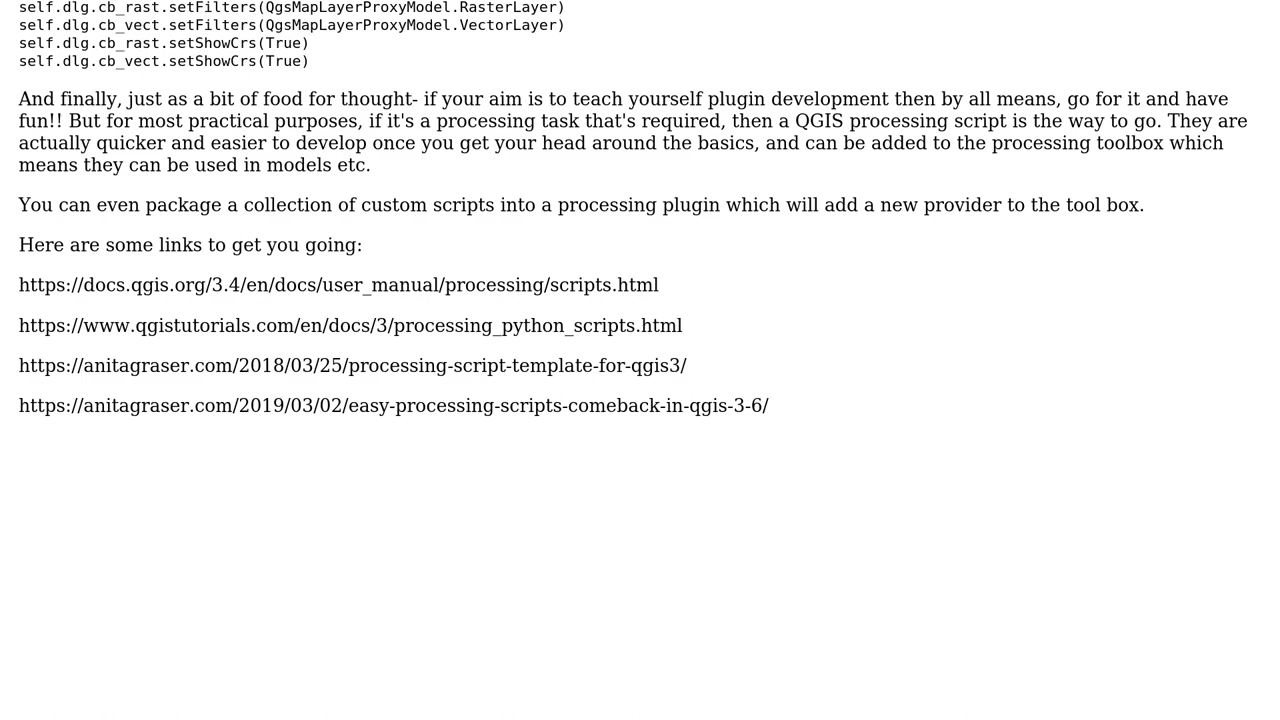 self.dlg.cb_rast.setFilters(QgsMapLayerProxyModel.RasterLayer)
self.dlg.cb_vect.setFilters(QgsMapLayerProxyModel.VectorLayer)
self.dlg.cb_rast.setShowCrs(True)
self.dlg.cb_vect.setShowCrs(True)
And finally, just as a bit of food for thought- if your aim is to teach yourself plugin development then by all means, go for it and have
fun!! But for most practical purposes, if it's a processing task that's required, then a QGIS processing script is the way to go. They are
actually quicker and easier to develop once you get your head around the basics, and can be added to the processing toolbox which
means they can be used in models etc.
You can even package a collection of custom scripts into a processing plugin which will add a new provider to the tool box.
Here are some links to get you going:
https://docs.qgis.org/3.4/en/docs/user_manual/processing/scripts.html
https://www.qgistutorials.com/en/docs/3/processing_python_scripts.html
https://anitagraser.com/2018/03/25/processing-script-template-for-qgis3/
https://anitagraser.com/2019/03/02/easy-processing-scripts-comeback-in-qgis-3-6/